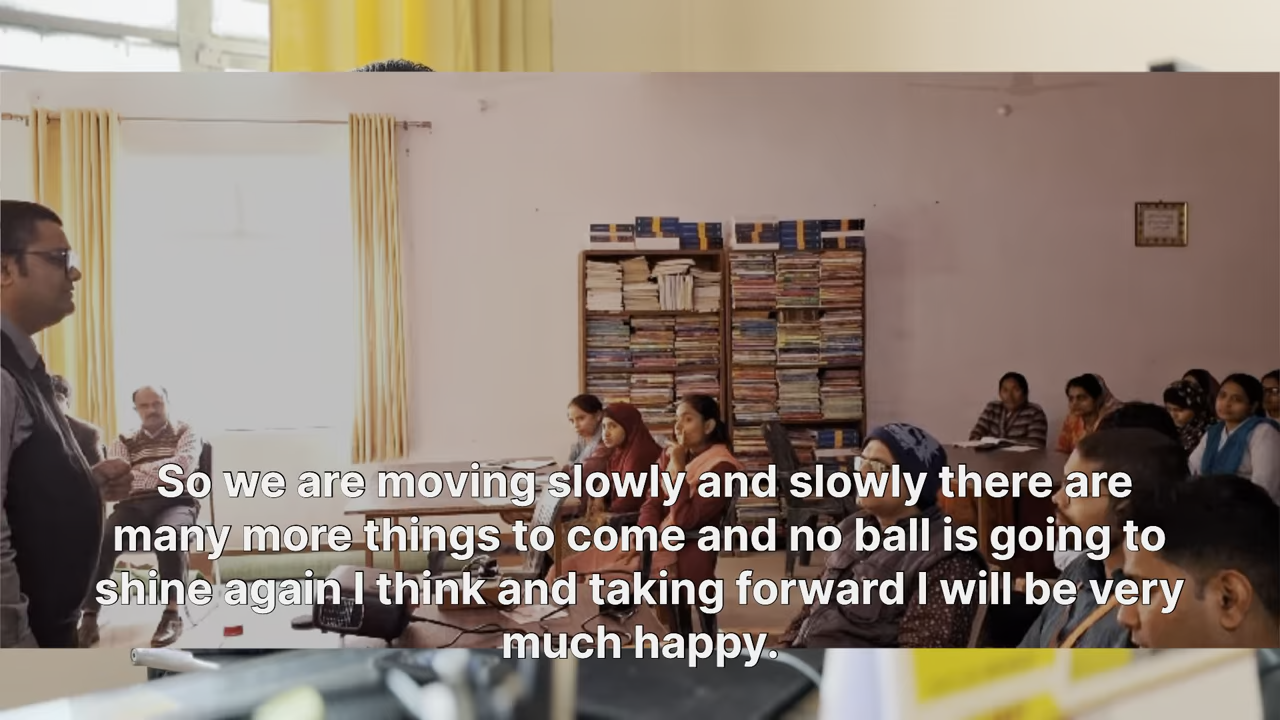 So we are moving slowly and slowly there are
many more things to come and no ball is going to
shine again I think and taking forward I will be very
much happy.